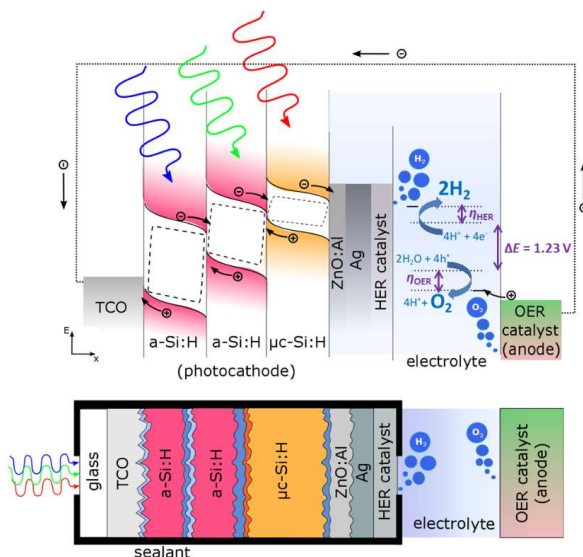 ⊖
⊖
⊖
H₂
2H₂
η_HER
4H⁺ + 4e⁻
ΔE = 1.23 V
2H₂O + 4h⁺
η_OER
4H⁺+ O₂
O₂
⊖
⊖
⊖
⊕
⊕
⊕
⊕
TCO
ZnO:Al
Ag
HER catalyst
OER
catalyst
(anode)
E
x
a-Si:H
a-Si:H
µc-Si:H
electrolyte
(photocathode)
glass
TCO
a-Si:H
a-Si:H
µc-Si:H
ZnO:Al
Ag
HER catalyst
H₂
O₂
electrolyte
OER catalyst
(anode)
sealant